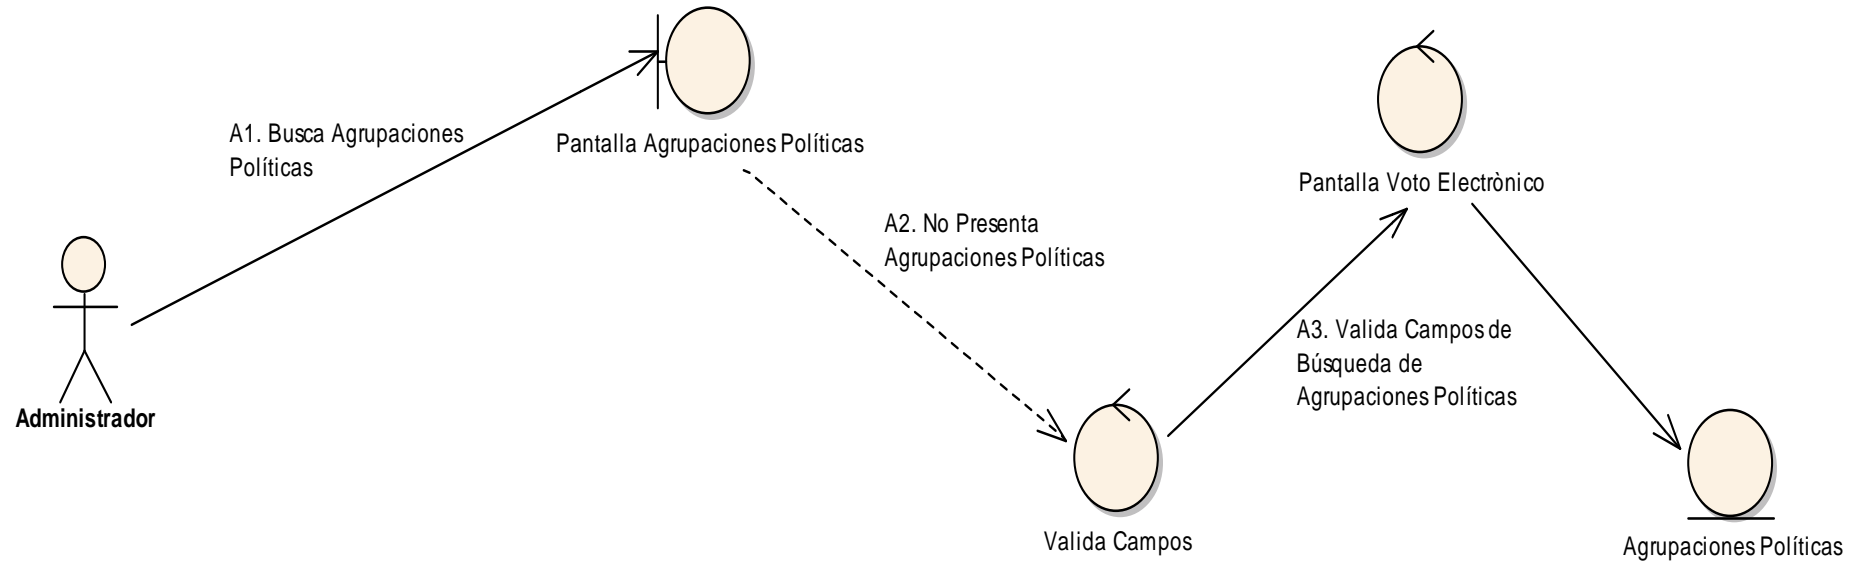 A1. Busca Agrupaciones
Políticas
Pantalla Agrupaciones Políticas
Pantalla Voto Electrònico
A2. No Presenta
Agrupaciones Políticas
A3. Valida Campos de
Búsqueda de
Agrupaciones Políticas
Administrador
Valida Campos
Agrupaciones Políticas